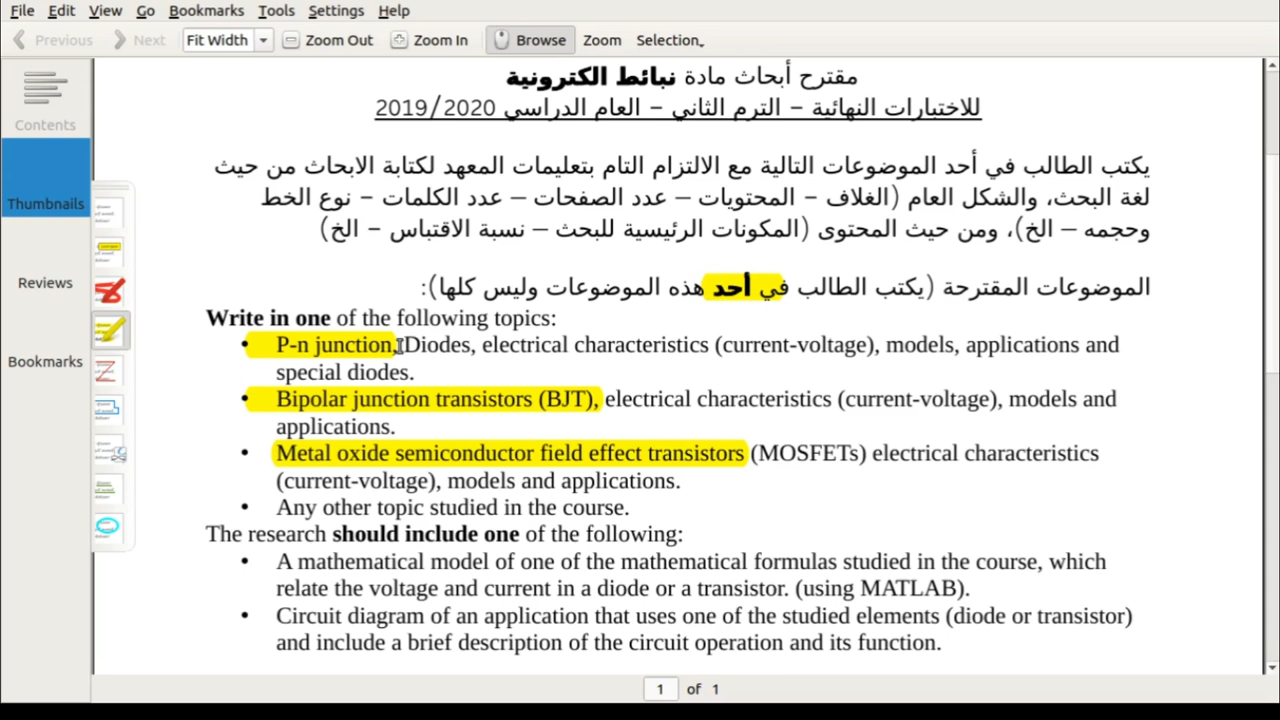 File Edit View Go Bookmarks Tools Settings Help
Previous Next Fit Width Zoom Out Zoom In Browse Zoom Selection
Contents
Thumbnails
Reviews
Bookmarks
مقترح أبحاث مادة نبائط الكترونية
للاختبارات النهائية – الترم الثاني – العام الدراسي 2019/2020
يكتب الطالب في أحد الموضوعات التالية مع الالتزام التام بتعليمات المعهد لكتابة الابحاث من حيث
لغة البحث، والشكل العام (الغلاف – المحتويات – عدد الصفحات – عدد الكلمات – نوع الخط
وحجمه – الخ)، ومن حيث المحتوى (المكونات الرئيسية للبحث – نسبة الاقتباس – الخ)
الموضوعات المقترحة (يكتب الطالب في أحد هذه الموضوعات وليس كلها):
Write in one of the following topics:
• P-n junction, Diodes, electrical characteristics (current-voltage), models, applications and
special diodes.
• Bipolar junction transistors (BJT), electrical characteristics (current-voltage), models and
applications.
• Metal oxide semiconductor field effect transistors (MOSFETs) electrical characteristics
(current-voltage), models and applications.
• Any other topic studied in the course.
The research should include one of the following:
• A mathematical model of one of the mathematical formulas studied in the course, which
relate the voltage and current in a diode or a transistor. (using MATLAB).
• Circuit diagram of an application that uses one of the studied elements (diode or transistor)
and include a brief description of the circuit operation and its function.
1 of 1